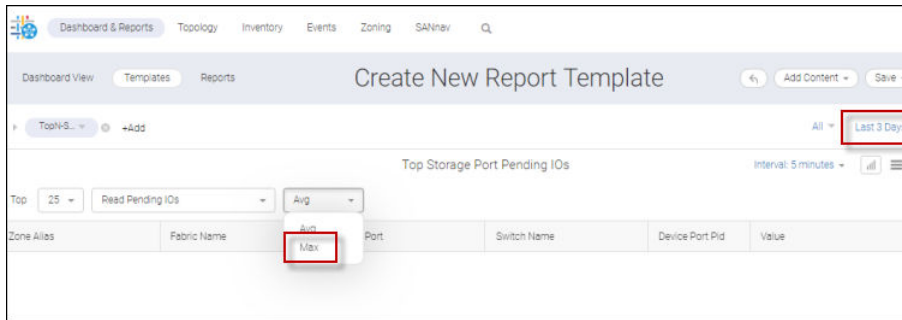 Dashboard & Reports Topology Inventory Events Zoning SANnav
Dashboard View Templates Reports Create New Report Template Add Content Save
TopN-S... +Add All Last 3 Day
Top Storage Port Pending IOs Interval: 5 minutes
Top 25 Read Pending IOs Avg
Avg
Max
Zone Alias Fabric Name Port Switch Name Device Port Pid Value